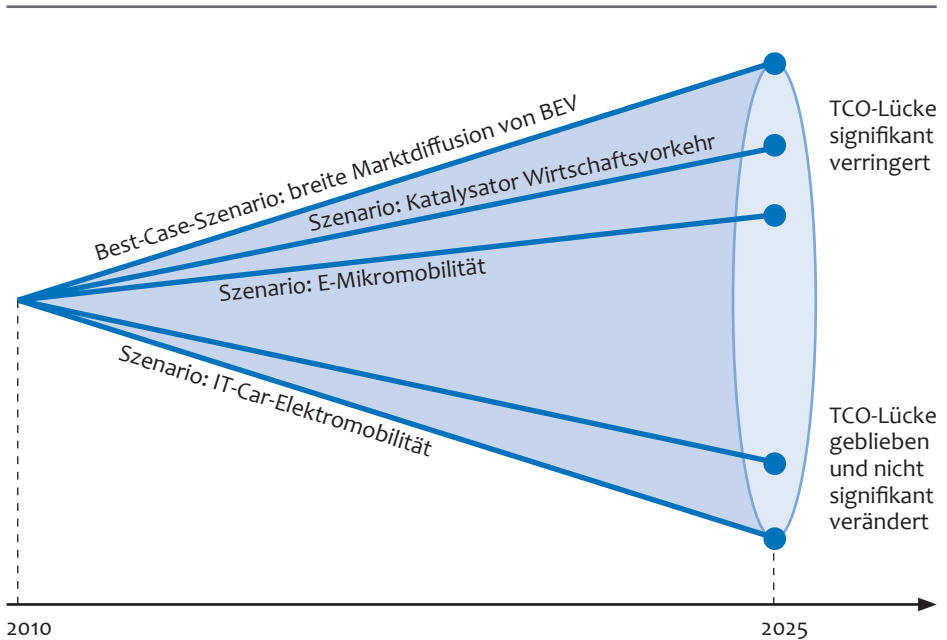 Best-Case-Szenario: breite Marktdiffusion von BEV
Szenario: Katalysator Wirtschaftsvorkehr
Szenario: E-Mikromobilität
Szenario: IT-Car-Elektromobilität
TCO-Lücke
signifikant
verringert
TCO-Lücke
geblieben
und nicht
signifikant
verändert
2010
2025